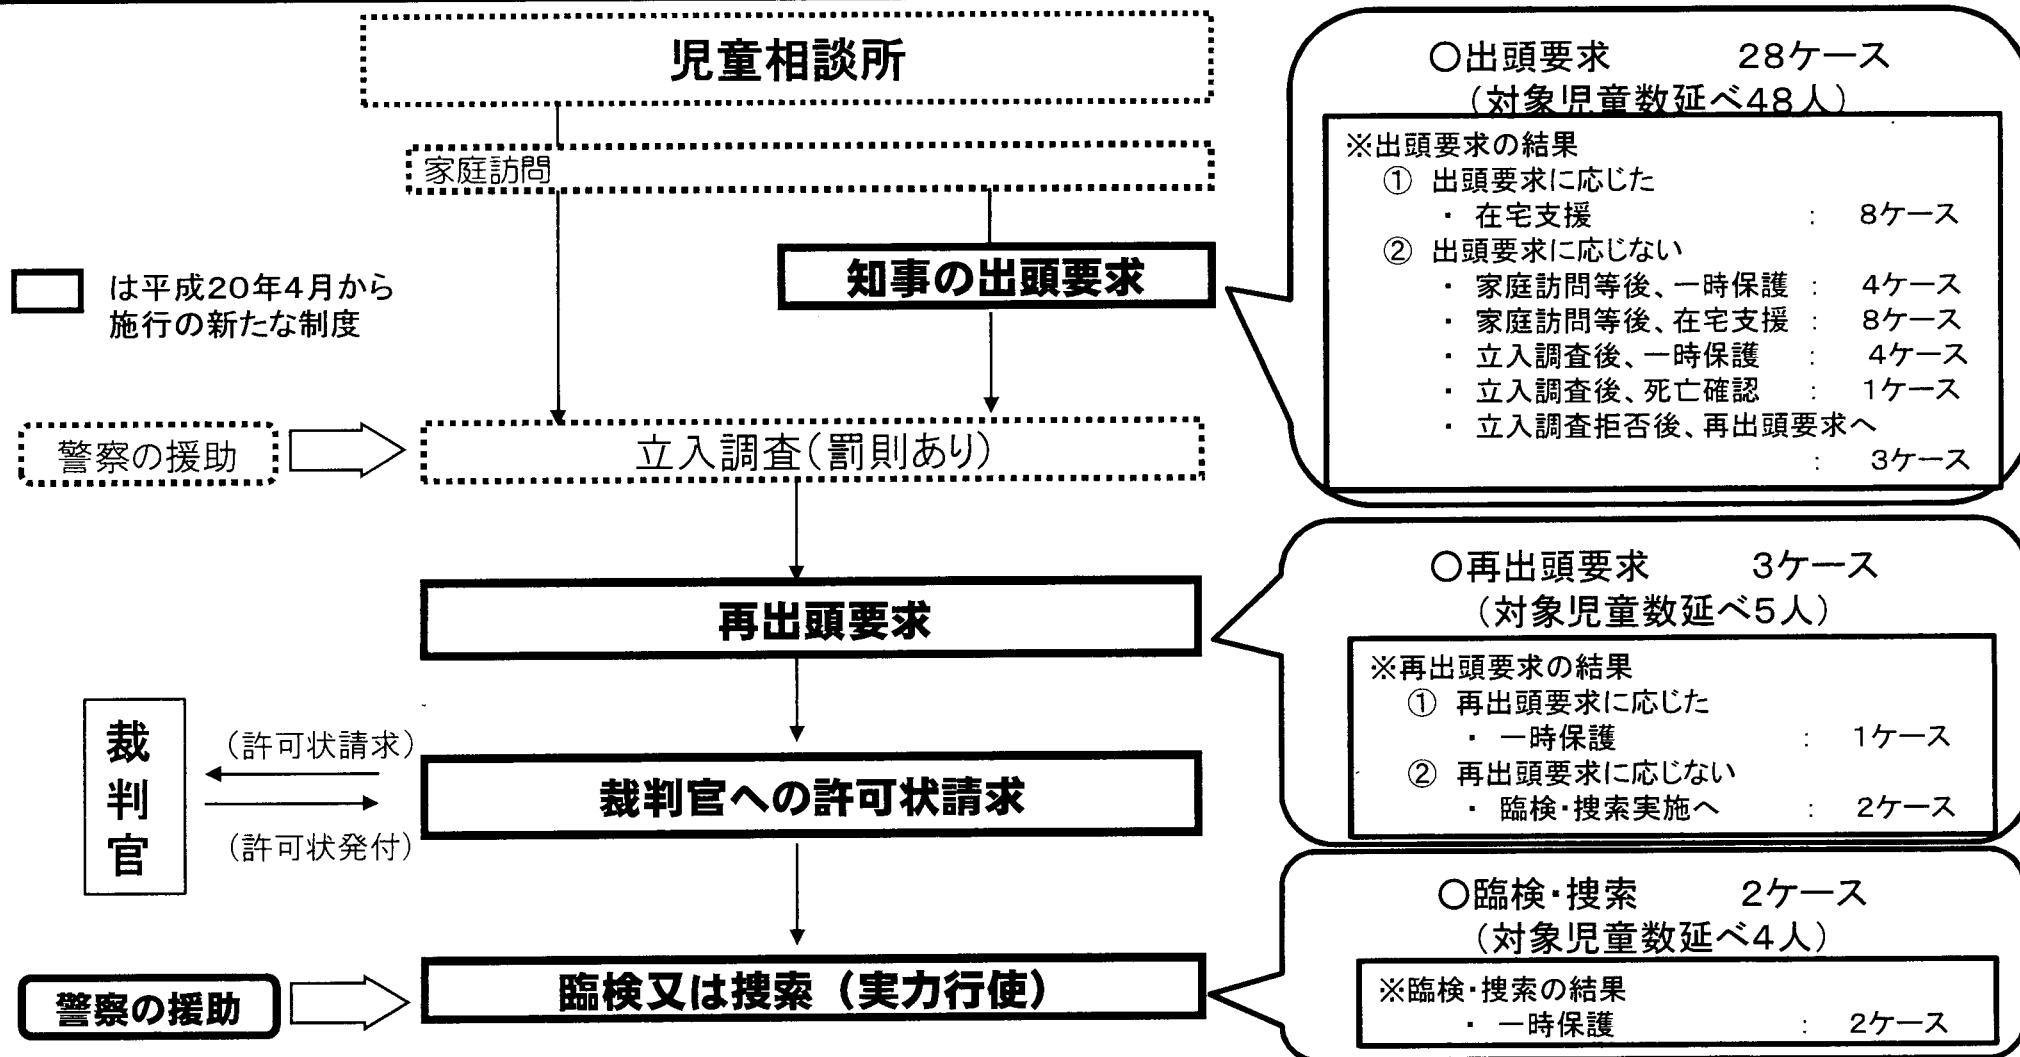 児童相談所
家庭訪問
知事の出頭要求
は平成20年4月から
施行の新たな制度
警察の援助
立入調査(罰則あり)
再出頭要求
裁判官
(許可状請求)
(許可状発付)
裁判官への許可状請求
警察の援助
臨検又は捜索（実力行使）
○出頭要求 28ケース
(対象児童数延べ48人)
※出頭要求の結果
① 出頭要求に応じた
・ 在宅支援 : 8ケース
② 出頭要求に応じない
・ 家庭訪問等後、一時保護 : 4ケース
・ 家庭訪問等後、在宅支援 : 8ケース
・ 立入調査後、一時保護 : 4ケース
・ 立入調査後、死亡確認 : 1ケース
・ 立入調査拒否後、再出頭要求へ
: 3ケース
○再出頭要求 3ケース
(対象児童数延べ5人)
※再出頭要求の結果
① 再出頭要求に応じた
・ 一時保護 : 1ケース
② 再出頭要求に応じない
・ 臨検・捜索実施へ : 2ケース
○臨検・捜索 2ケース
(対象児童数延べ4人)
※臨検・捜索の結果
・ 一時保護 : 2ケース